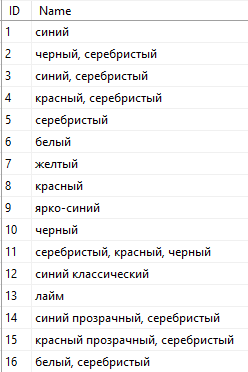 ID Name
1 синий
2 черный, серебристый
3 синий, серебристый
4 красный, серебристый
5 серебристый
6 белый
7 желтый
8 красный
9 ярко-синий
10 черный
11 серебристый, красный, черный
12 синий классический
13 лайм
14 синий прозрачный, серебристый
15 красный прозрачный, серебристый
16 белый, серебристый